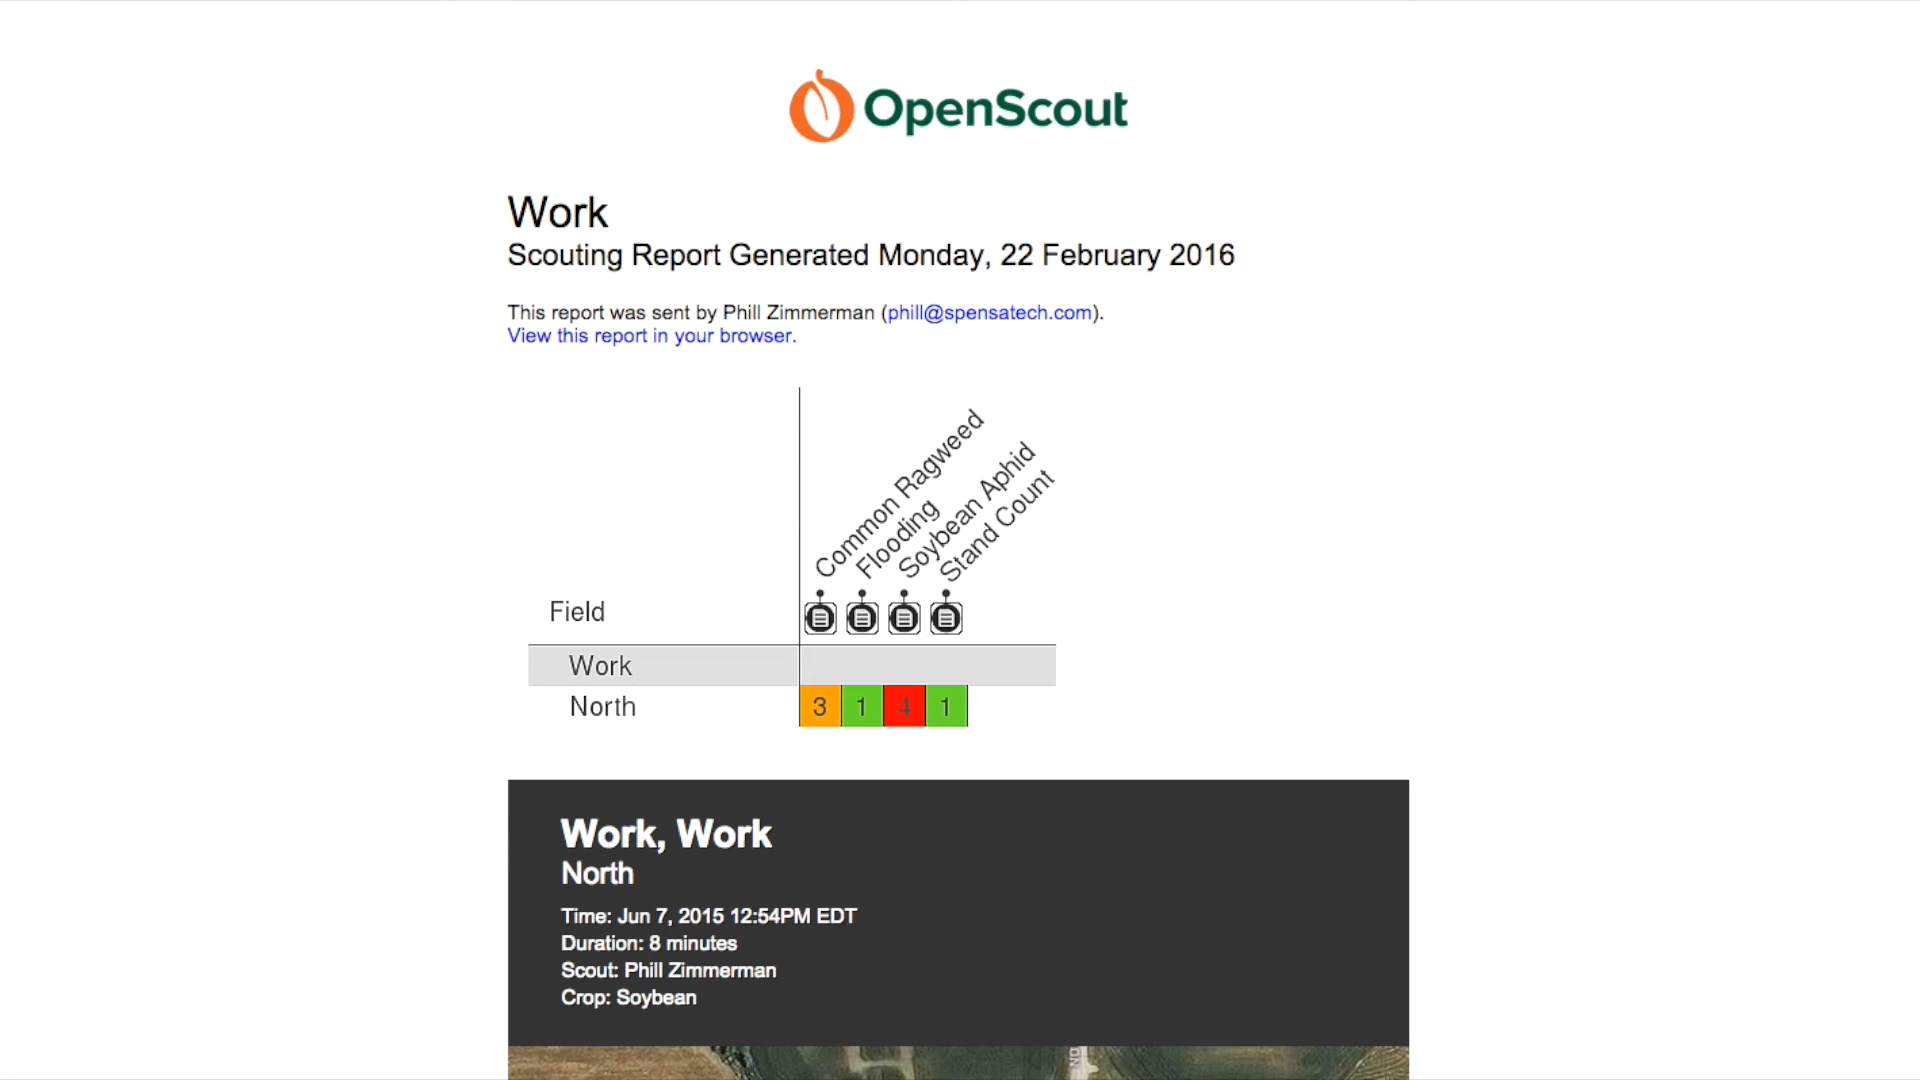 OpenScout
Work
Scouting Report Generated Monday, 22 February 2016
This report was sent by Phill Zimmerman (phill@spensatech.com).
View this report in your browser.
Common Ragweed
Flooding
Soybean Aphid
Stand Count
Field
Work
North 3 1 4 1
Work, Work
North
Time: Jun 7, 2015 12:54PM EDT
Duration: 8 minutes
Scout: Phill Zimmerman
Crop: Soybean